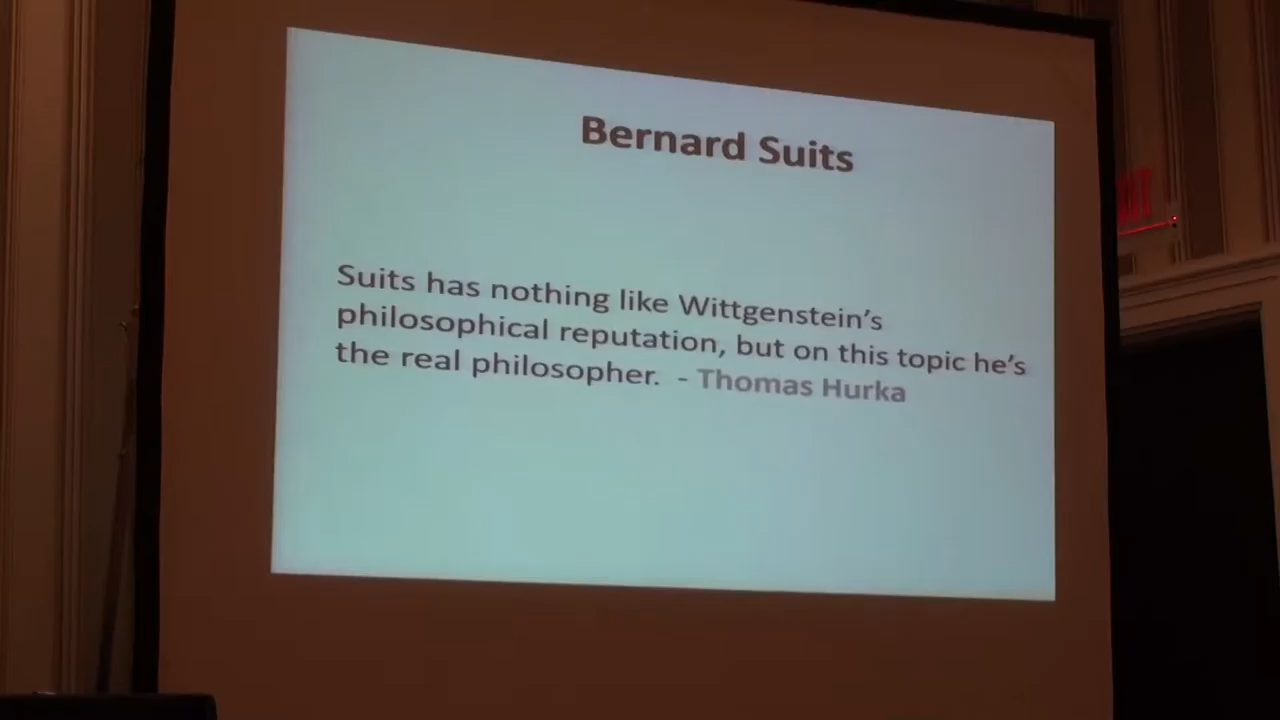 Bernard Suits
Suits has nothing like Wittgenstein’s
philosophical reputation, but on this topic he’s
the real philosopher.  - Thomas Hurka